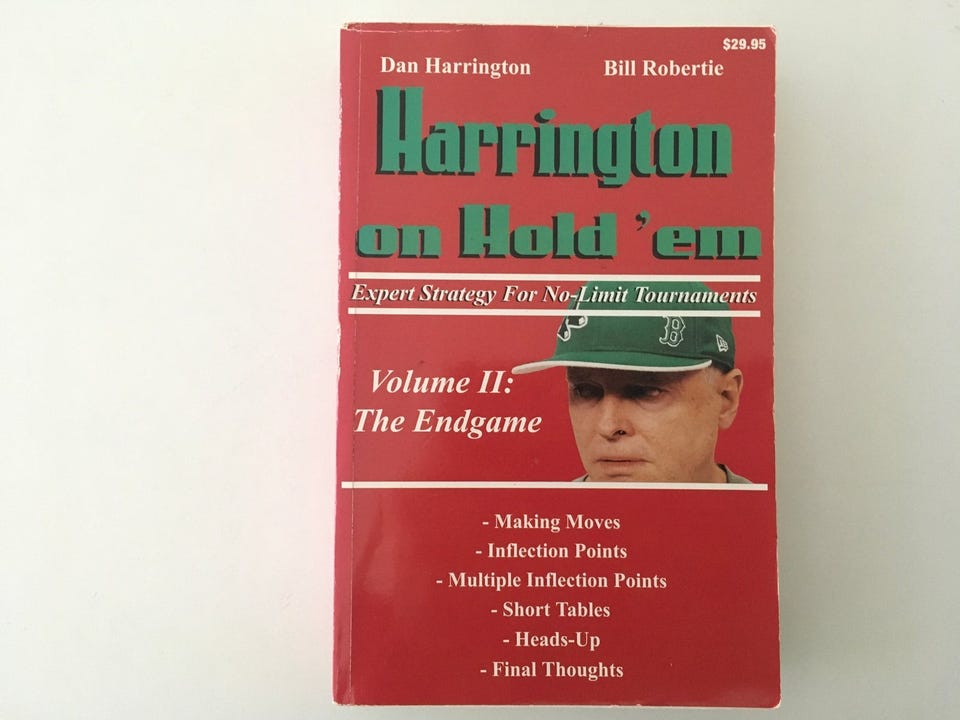 $29.95
Dan Harrington Bill Robertie
Harrington
on Hold 'em
Expert Strategy For No-Limit Tournaments
B
Volume II:
The Endgame
- Making Moves
- Inflection Points
- Multiple Inflection Points
- Short Tables
- Heads-Up
- Final Thoughts